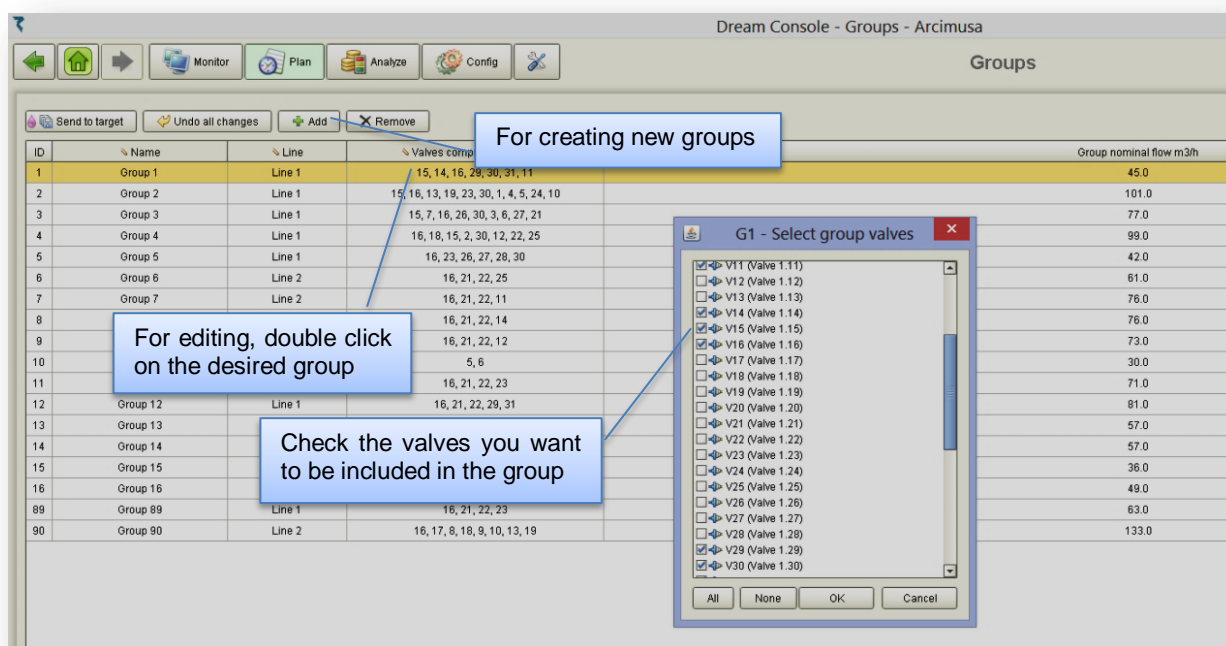 Dream Console - Groups - Arcimusa
Monitor
Plan
Analyze
Config
Groups
Send to target
Undo all changes
Add
Remove
For creating new groups
ID Name Line Valves comp Group nominal flow m3/h
1 Group 1 Line 1 15, 14, 16, 29, 30, 31, 11 45.0
2 Group 2 Line 1 15, 16, 13, 19, 23, 30, 1, 4, 5, 24, 10 101.0
3 Group 3 Line 1 15, 7, 16, 26, 30, 3, 6, 27, 21 77.0
4 Group 4 Line 1 16, 18, 15, 2, 30, 12, 22, 25 99.0
5 Group 5 Line 1 16, 23, 26, 27, 28, 30 42.0
6 Group 6 Line 2 16, 21, 22, 25 61.0
7 Group 7 Line 2 16, 21, 22, 11 76.0
8 16, 21, 22, 14 76.0
9 16, 21, 22, 12 73.0
10 5, 6 30.0
11 16, 21, 22, 23 71.0
12 Group 12 Line 1 16, 21, 22, 29, 31 81.0
13 Group 13 57.0
14 Group 14 57.0
15 Group 15 36.0
16 Group 16 49.0
89 Group 89 Line 1 16, 21, 22, 23 63.0
90 Group 90 Line 2 16, 17, 8, 18, 9, 10, 13, 19 133.0
For editing, double click
on the desired group
Check the valves you want
to be included in the group
G1 - Select group valves
V11 (Valve 1.11)
V12 (Valve 1.12)
V13 (Valve 1.13)
V14 (Valve 1.14)
V15 (Valve 1.15)
V16 (Valve 1.16)
V17 (Valve 1.17)
V18 (Valve 1.18)
V19 (Valve 1.19)
V20 (Valve 1.20)
V21 (Valve 1.21)
V22 (Valve 1.22)
V23 (Valve 1.23)
V24 (Valve 1.24)
V25 (Valve 1.25)
V26 (Valve 1.26)
V27 (Valve 1.27)
V28 (Valve 1.28)
V29 (Valve 1.29)
V30 (Valve 1.30)
All
None
OK
Cancel